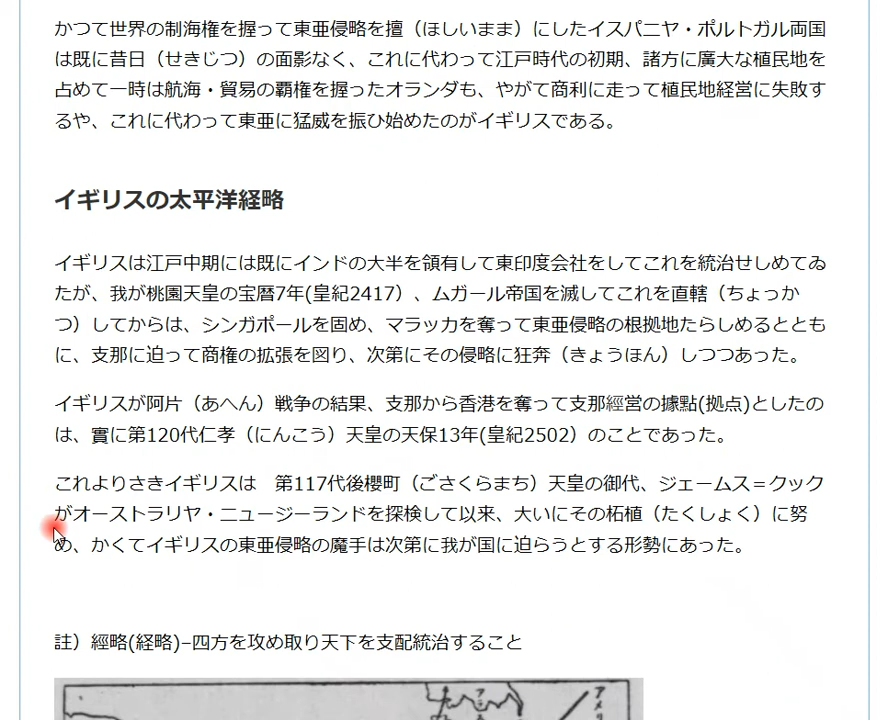 かつて世界の制海権を握って東亜侵略を擅（ほしいまま）にしたイスパニヤ・ポルトガル両国
は既に昔日（せきじつ）の面影なく、これに代わって江戸時代の初期、諸方に廣大な植民地を
占めて一時は航海・貿易の覇権を握ったオランダも、やがて商利に走って植民地経営に失敗す
るや、これに代わって東亜に猛威を振ひ始めたのがイギリスである。
イギリスの太平洋経略
イギリスは江戸中期には既にインドの大半を領有して東印度会社をしてこれを統治せしめてゐ
たが、我が桃園天皇の宝暦7年(皇紀2417）、ムガール帝国を滅してこれを直轄（ちょっか
つ）してからは、シンガポールを固め、マラッカを奪って東亜侵略の根拠地たらしめるととも
に、支那に迫って商権の拡張を図り、次第にその侵略に狂奔（きょうほん）しつつあった。
イギリスが阿片（あへん）戦争の結果、支那から香港を奪って支那經営の據點(拠点)としたの
は、實に第120代仁孝（にんこう）天皇の天保13年(皇紀2502）のことであった。
これよりさきイギリスは　第117代後櫻町（ごさくらまち）天皇の御代、ジェームス＝クック
がオーストラリヤ・ニュージーランドを探検して以来、大いにその柘植（たくしょく）に努
め、かくてイギリスの東亜侵略の魔手は次第に我が国に迫らうとする形勢にあった。
註）經略(経略)−四方を攻め取り天下を支配統治すること